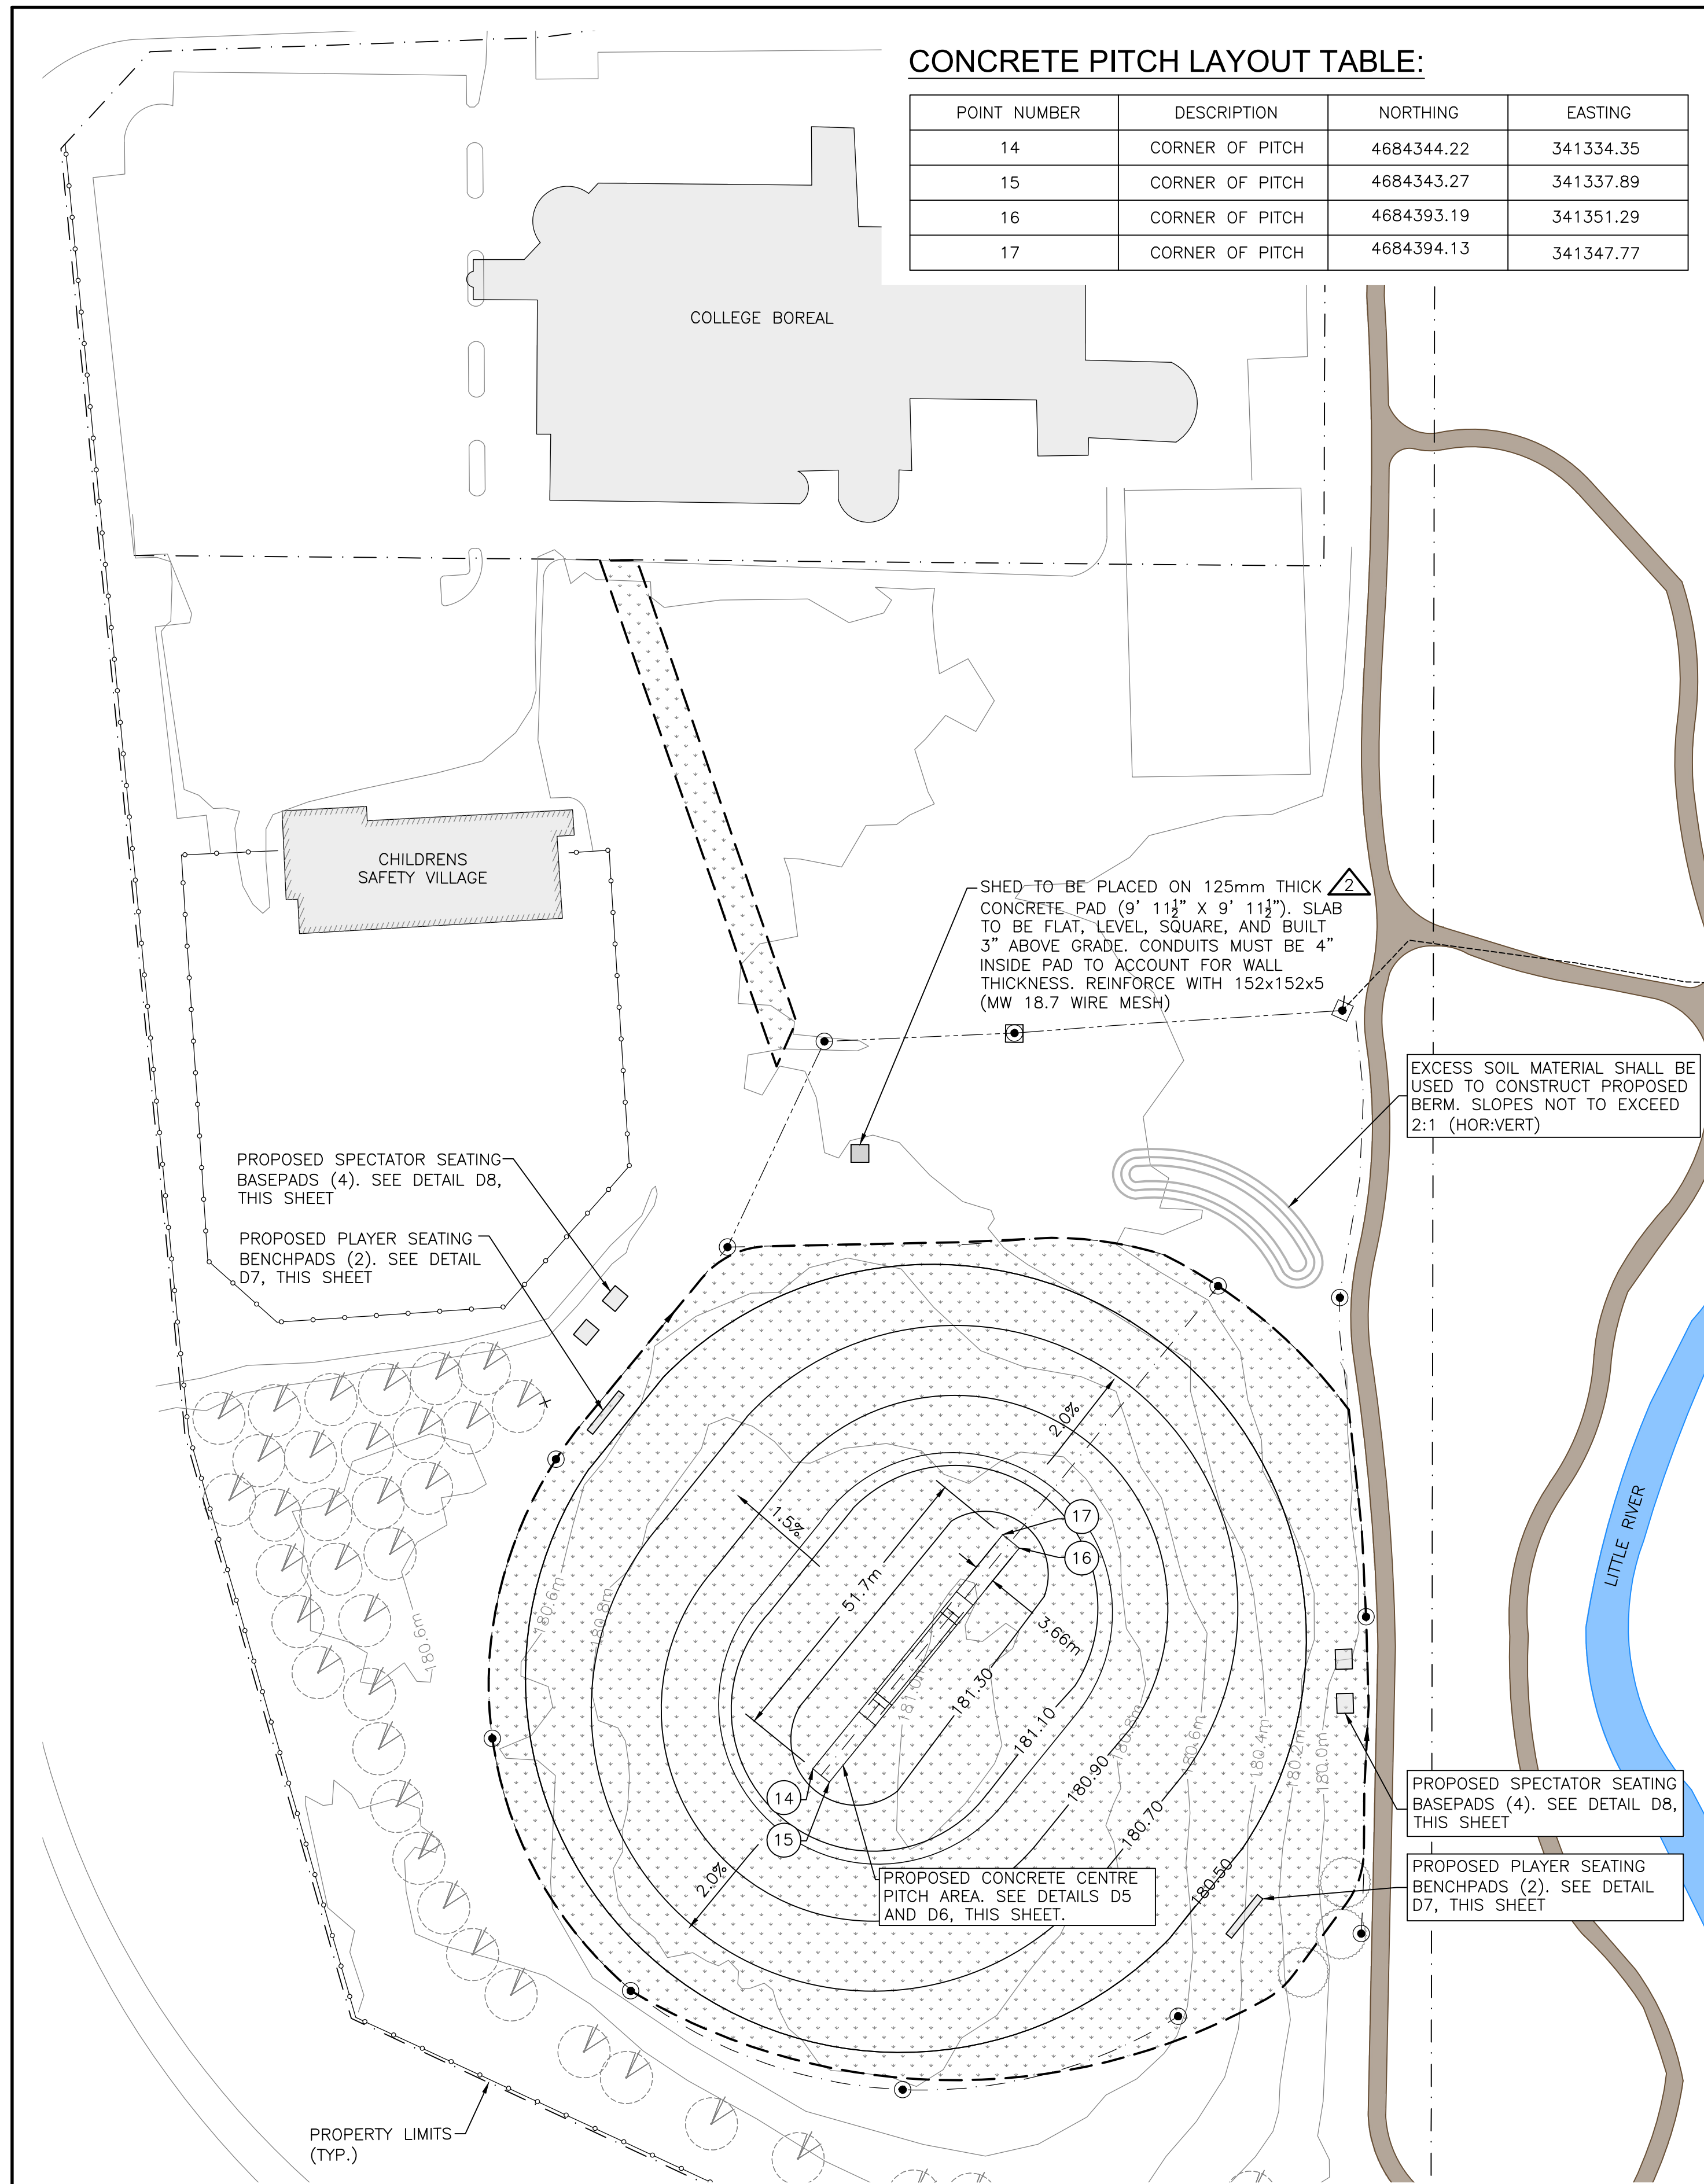 CONCRETE PITCH LAYOUT TABLE:
POINT NUMBER DESCRIPTION NORTHING EASTING
14 CORNER OF PITCH 4684344.22 341334.35
15 CORNER OF PITCH 4684343.27 341337.89
16 CORNER OF PITCH 4684393.19 341351.29
17 CORNER OF PITCH 4684394.13 341347.77
COLLEGE BOREAL
CHILDRENS
SAFETY VILLAGE
SHED TO BE PLACED ON 125mm THICK
CONCRETE PAD (9' 11½" X 9' 11½"). SLAB
TO BE FLAT, LEVEL, SQUARE, AND BUILT
3" ABOVE GRADE. CONDUITS MUST BE 4"
INSIDE PAD TO ACCOUNT FOR WALL
THICKNESS. REINFORCE WITH 152x152x5
(MW 18.7 WIRE MESH)
2
EXCESS SOIL MATERIAL SHALL BE
USED TO CONSTRUCT PROPOSED
BERM. SLOPES NOT TO EXCEED
2:1 (HOR:VERT)
PROPOSED SPECTATOR SEATING
BASEPADS (4). SEE DETAIL D8,
THIS SHEET
PROPOSED PLAYER SEATING
BENCHPADS (2). SEE DETAIL
D7, THIS SHEET
2.0%
1.5%
17
16
51.7m
3.66m
180.6m
180.8m
180.6m
181.30
181.10
180.90
180.8m
180.70
180.6m
180.4m
180.2m
180.0m
180.50
14
15
2.0%
LITTLE RIVER
PROPOSED CONCRETE CENTRE
PITCH AREA. SEE DETAILS D5
AND D6, THIS SHEET.
PROPOSED SPECTATOR SEATING
BASEPADS (4). SEE DETAIL D8,
THIS SHEET
PROPOSED PLAYER SEATING
BENCHPADS (2). SEE DETAIL
D7, THIS SHEET
PROPERTY LIMITS
(TYP.)